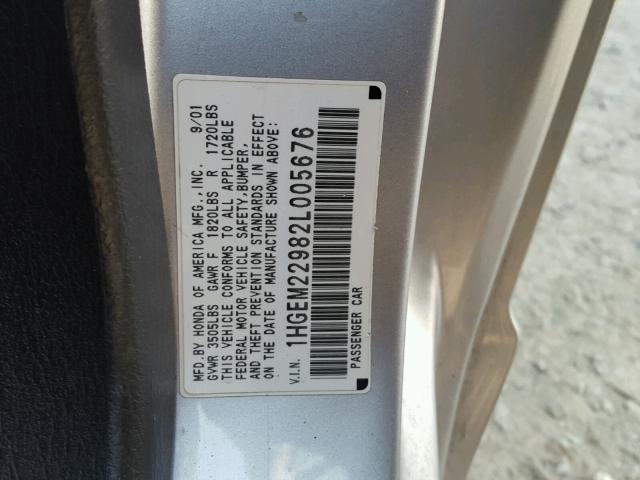 MFD.BY HONDA OF AMERICA MFG.,INC. 9/01
GVWR 3505LBS GAWR F 1820LBS R 1720LBS
THIS VEHICLE CONFORMS TO ALL APPLICABLE
FEDERAL MOTOR VEHICLE SAFETY,BUMPER,
AND THEFT PREVENTION STANDARDS IN EFFECT
ON THE DATE OF MANUFACTURE SHOWN ABOVE:
V.I.N. 1HGEM22982L005676
PASSENGER CAR